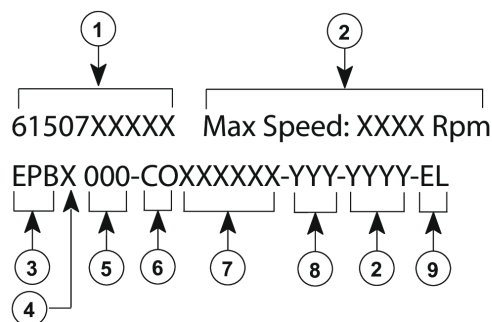 1 2
61507XXXXX Max Speed: XXXX Rpm
EPBX 000-COXXXXXX-YYY-YYYY-EL
3 5 6 7 8 2 9
4